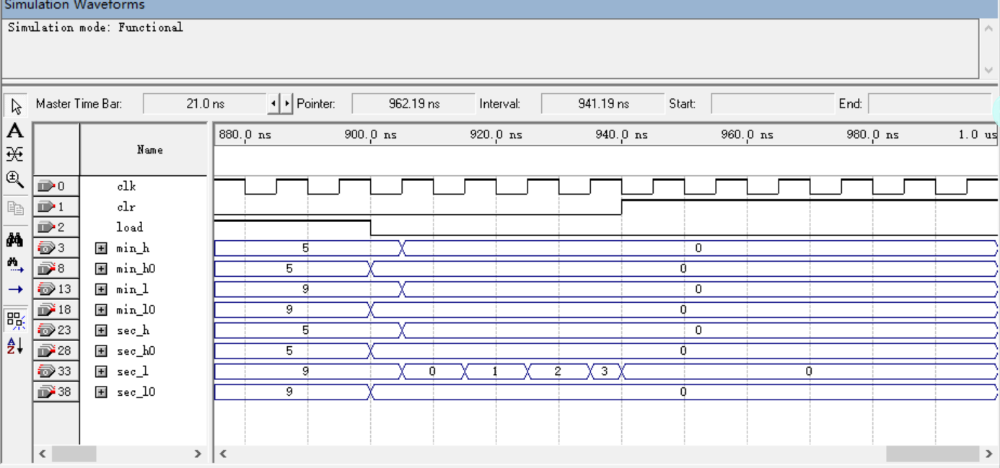 Simulation Waveforms
Simulation mode: Functional
Master Time Bar: 21.0 ns Pointer: 962.19 ns Interval: 941.19 ns Start: End:
Name 880.0 ns 900.0 ns 920.0 ns 940.0 ns 960.0 ns 980.0 ns 1.0 us
0 clk
1 clr
2 load
3 min_h 5 0
8 min_h0 5 0
13 min_l 9 0
18 min_l0 9 0
23 sec_h 5 0
28 sec_h0 5 0
33 sec_l 9 0 1 2 3 0
38 sec_l0 9 0